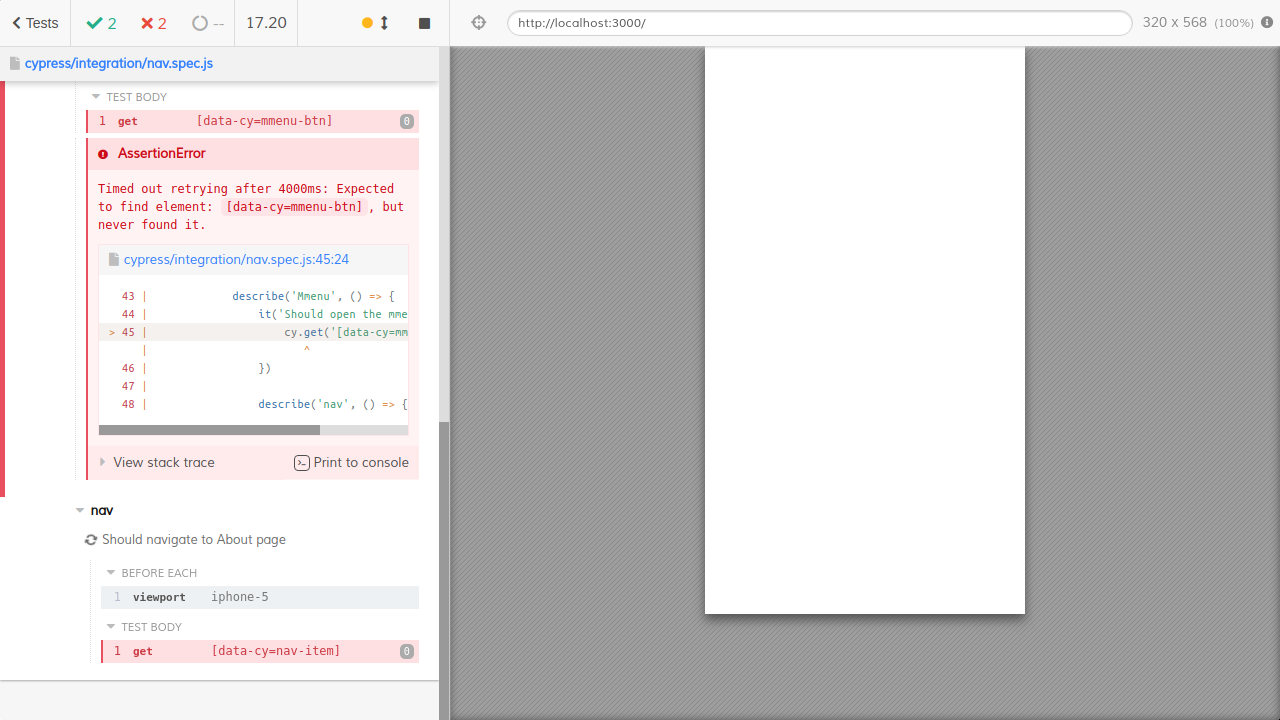 Tests
2
2
--
17.20
http://localhost:3000/
320 x 568 (100%)
cypress/integration/nav.spec.js
TEST BODY
1 get [data-cy=mmenu-btn] 0
AssertionError
Timed out retrying after 4000ms: Expected
to find element: [data-cy=mmenu-btn], but
never found it.
cypress/integration/nav.spec.js:45:24
43 | describe('Mmenu', () => {
44 | it('Should open the mme
> 45 | cy.get('[data-cy=mm
| ^
46 | })
47 |
48 | describe('nav', () => {
View stack trace
Print to console
nav
Should navigate to About page
BEFORE EACH
1 viewport iphone-5
TEST BODY
1 get [data-cy=nav-item] 0